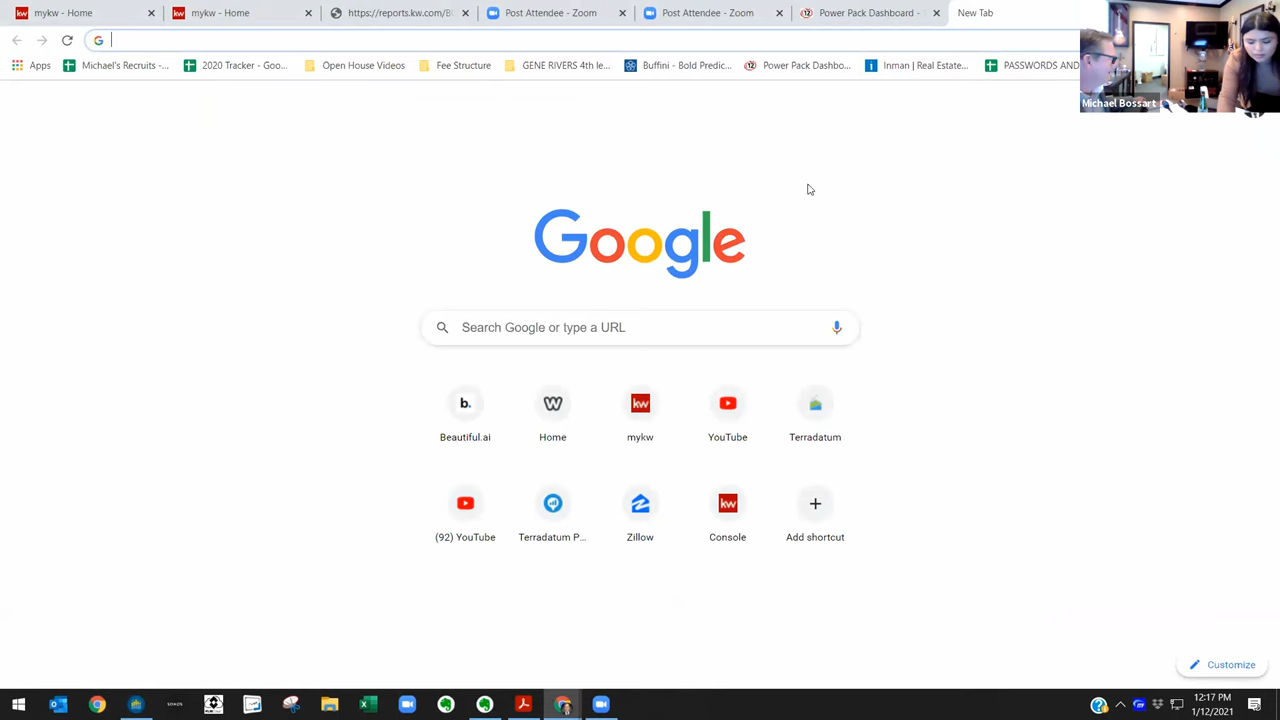 mykw - Home
mykw - Home
https://reports.kw.com/B
Post Attendee - Zoom
Post Attendee - Zoom
Power Pack Dashboard -
New Tab
Apps
Michael's Recruits -...
2020 Tracker - Goo...
Open House Videos
Fee Structure
GENE RIVERS 4th le...
Buffini - Bold Predic...
Power Pack Dashbo...
Inman | Real Estate...
PASSWORDS AND
Michael Bossart
Google
Search Google or type a URL
b.
kw
Beautiful.ai
Home
mykw
YouTube
Terradatum
kw
(92) YouTube
Terradatum P...
Zillow
Console
Add shortcut
Customize
12:17 PM
1/12/2021